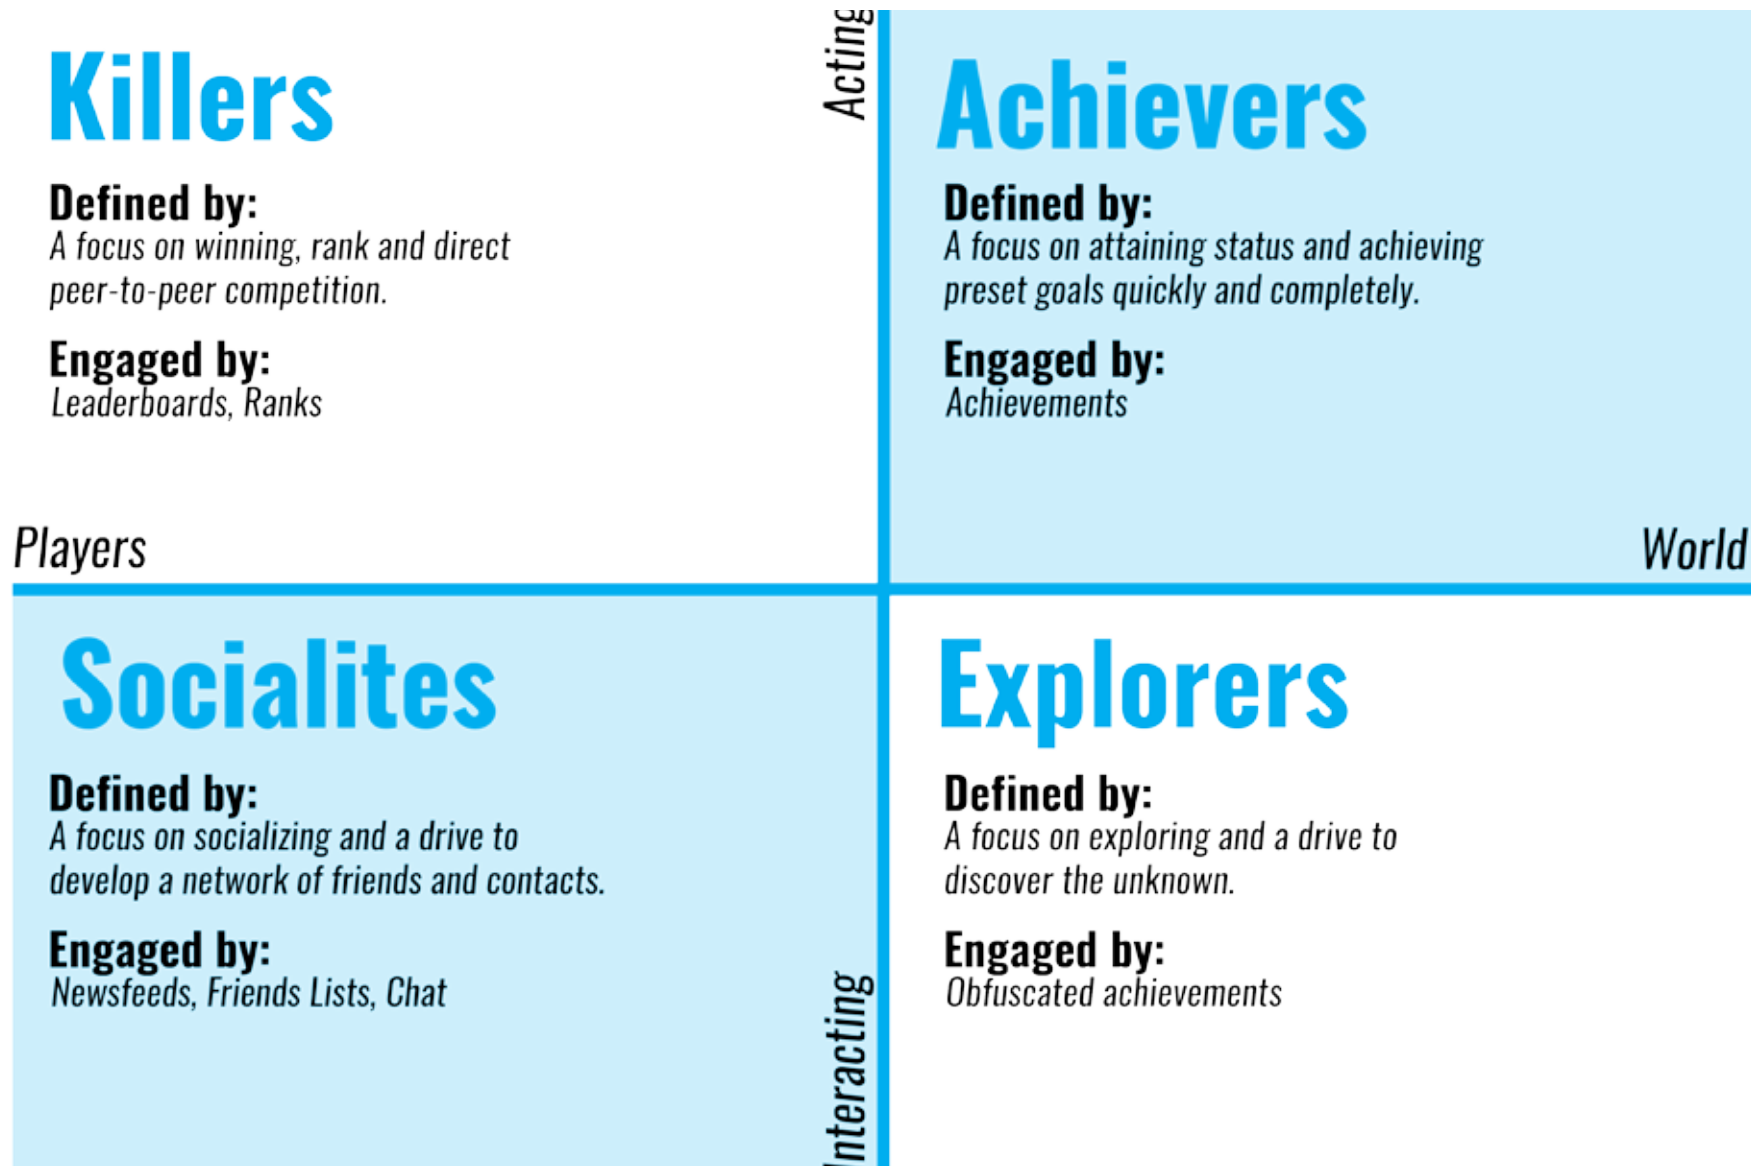 Killers
Defined by:
A focus on winning, rank and direct
peer-to-peer competition.
Engaged by:
Leaderboards, Ranks
Acting
Achievers
Defined by:
A focus on attaining status and achieving
preset goals quickly and completely.
Engaged by:
Achievements
Players
World
Socialites
Defined by:
A focus on socializing and a drive to
develop a network of friends and contacts.
Engaged by:
Newsfeeds, Friends Lists, Chat
Interacting
Explorers
Defined by:
A focus on exploring and a drive to
discover the unknown.
Engaged by:
Obfuscated achievements